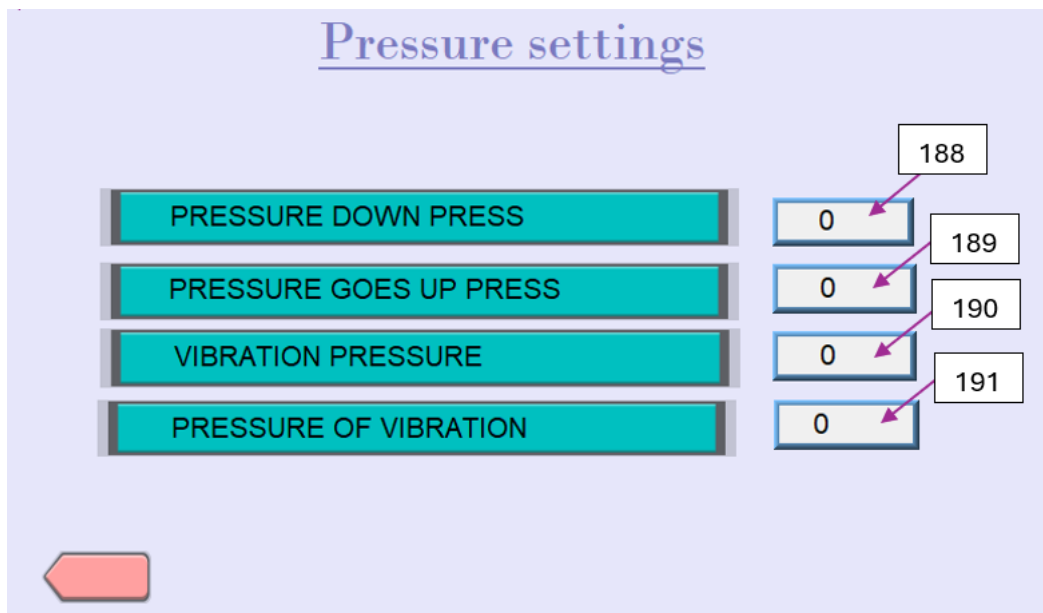 Pressure settings
188
PRESSURE DOWN PRESS 0
189
PRESSURE GOES UP PRESS 0
190
VIBRATION PRESSURE 0
191
PRESSURE OF VIBRATION 0